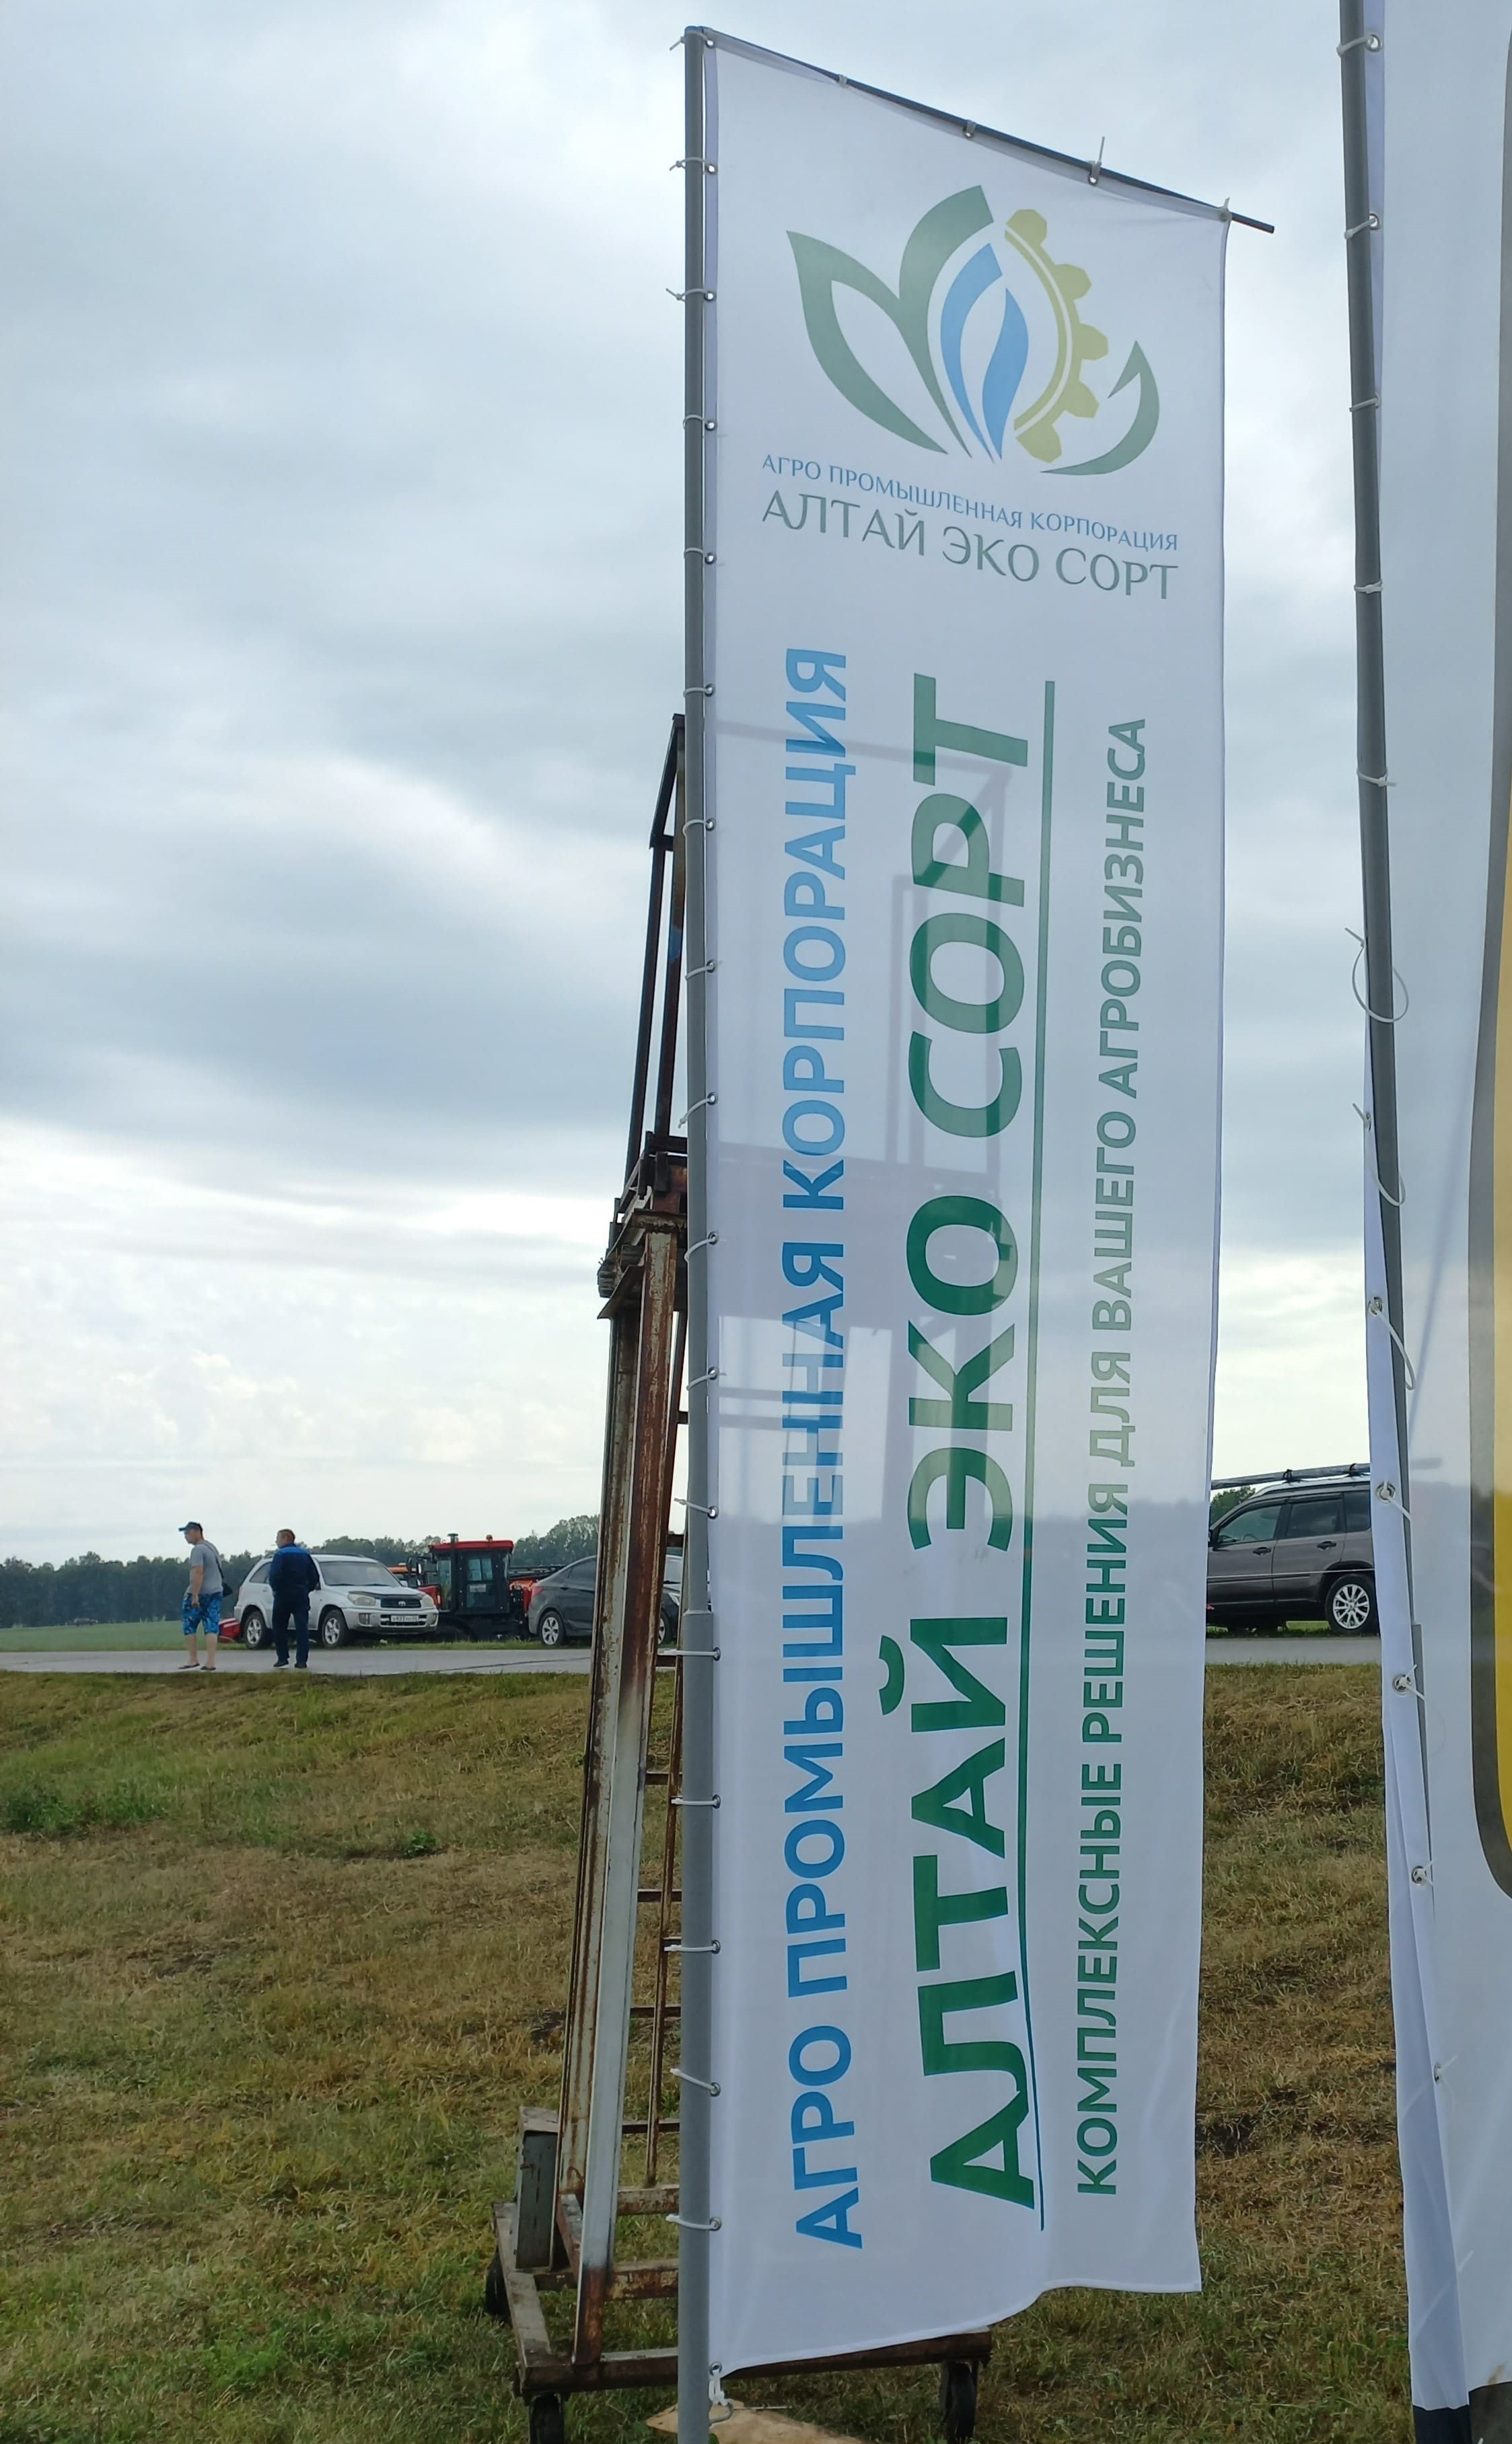 АГРО ПРОМЫШЛЕННАЯ КОРПОРАЦИЯ
АЛТАЙ ЭКО СОРТ
АГРО ПРОМЫШЛЕННАЯ КОРПОРАЦИЯ
АЛТАЙ ЭКО СОРТ
КОМПЛЕКСНЫЕ РЕШЕНИЯ ДЛЯ ВАШЕГО АГРОБИЗНЕСА